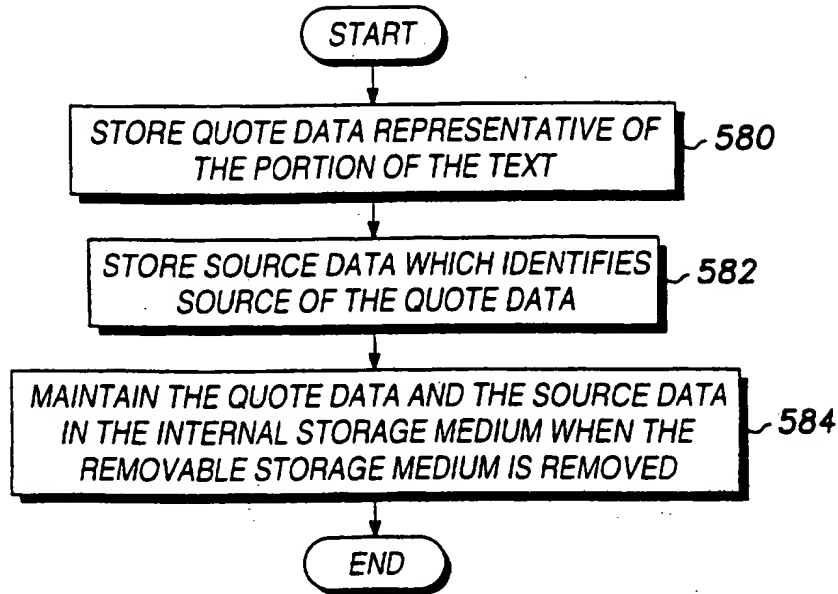 START
STORE QUOTE DATA REPRESENTATIVE OF
THE PORTION OF THE TEXT
580
STORE SOURCE DATA WHICH IDENTIFIES
SOURCE OF THE QUOTE DATA
582
MAINTAIN THE QUOTE DATA AND THE SOURCE DATA
IN THE INTERNAL STORAGE MEDIUM WHEN THE
REMOVABLE STORAGE MEDIUM IS REMOVED
584
END